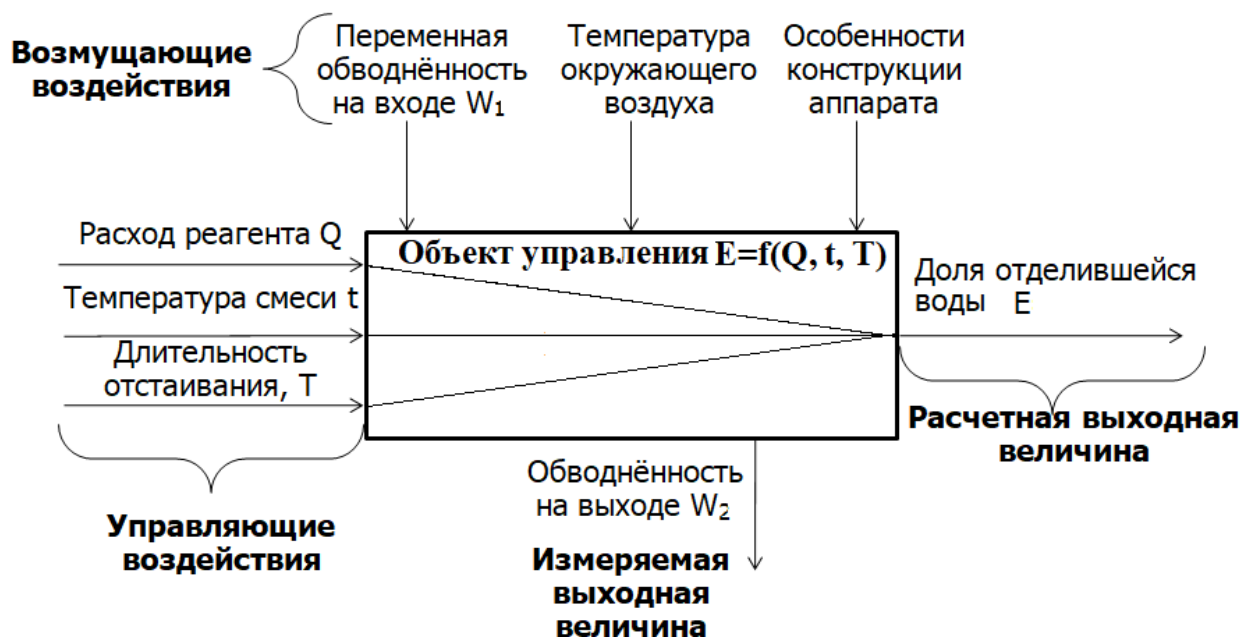 Возмущающие
воздействия
Переменная
обводнённость
на входе W₁
Температура
окружающего
воздуха
Особенности
конструкции
аппарата
Расход реагента Q
Температура смеси t
Длительность
отстаивания, T
Управляющие
воздействия
Объект управления E=f(Q, t, T)
Доля отделившейся
воды E
Расчетная выходная
величина
Обводнённость
на выходе W₂
Измеряемая
выходная
величина